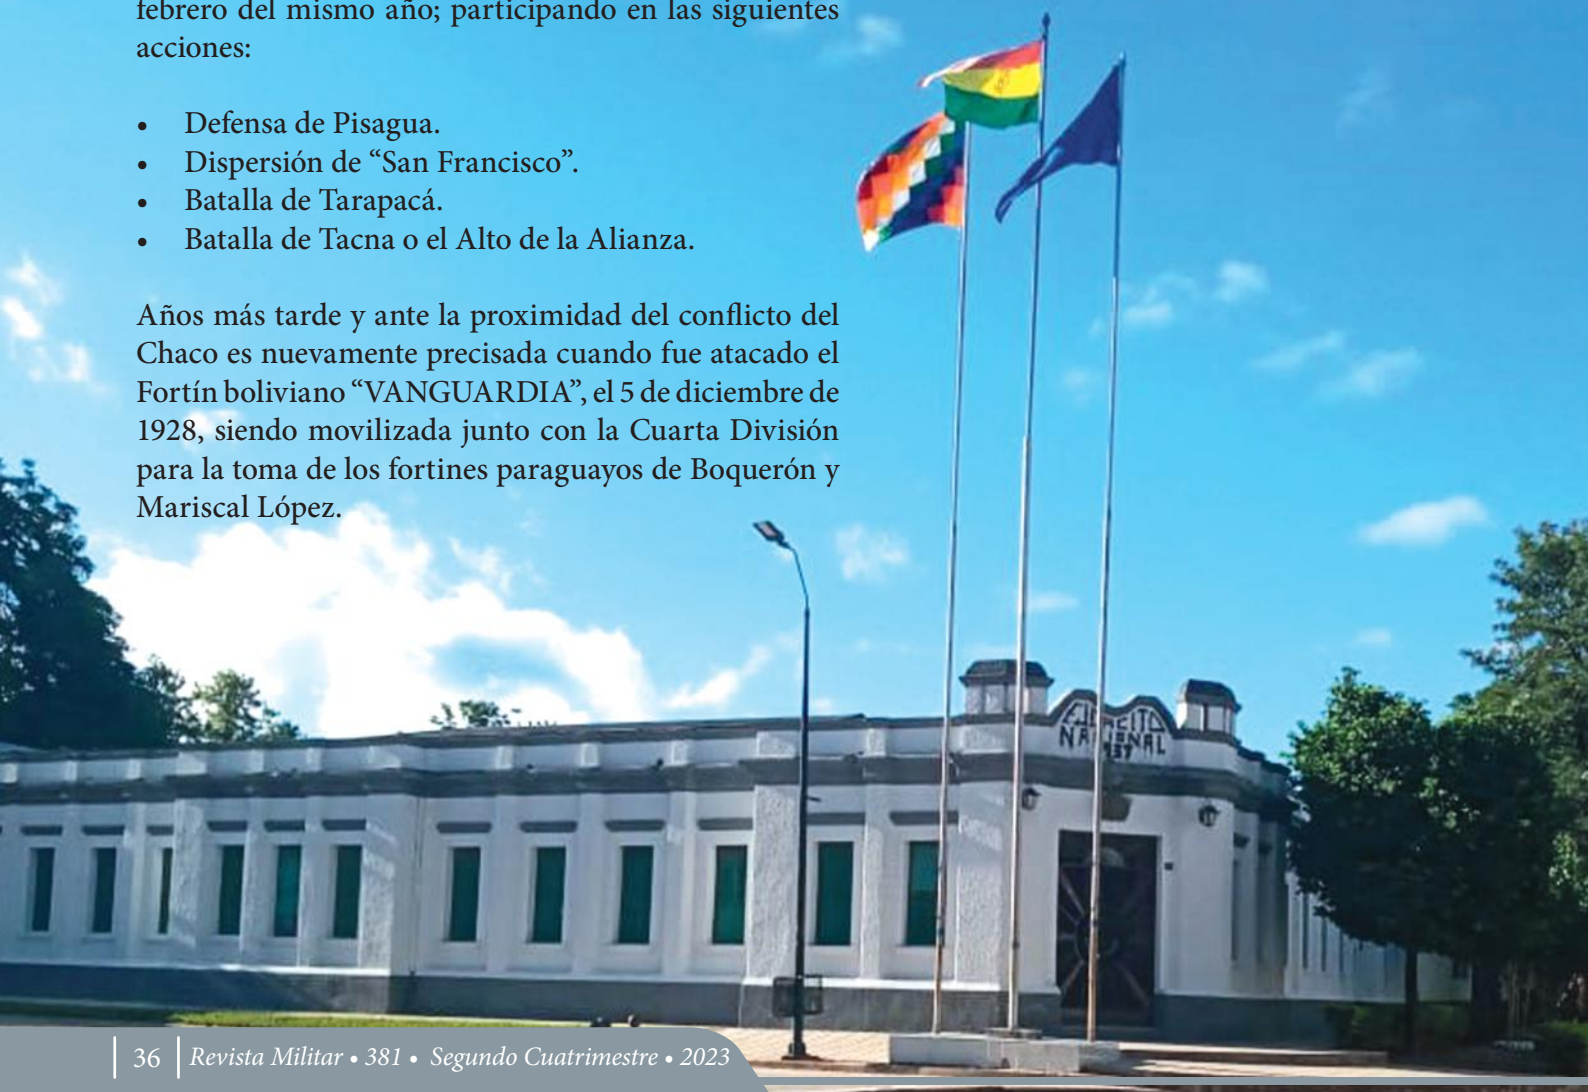 febrero del mismo año; participando en las siguientes
acciones:
• Defensa de Pisagua.
• Dispersión de “San Francisco”.
• Batalla de Tarapacá.
• Batalla de Tacna o el Alto de la Alianza.
Años más tarde y ante la proximidad del conflicto del
Chaco es nuevamente precisada cuando fue atacado el
Fortín boliviano “VANGUARDIA”, el 5 de diciembre de
1928, siendo movilizada junto con la Cuarta División
para la toma de los fortines paraguayos de Boquerón y
Mariscal López.
EJERCITO
NACIONAL
36 Revista Militar • 381 • Segundo Cuatrimestre • 2023